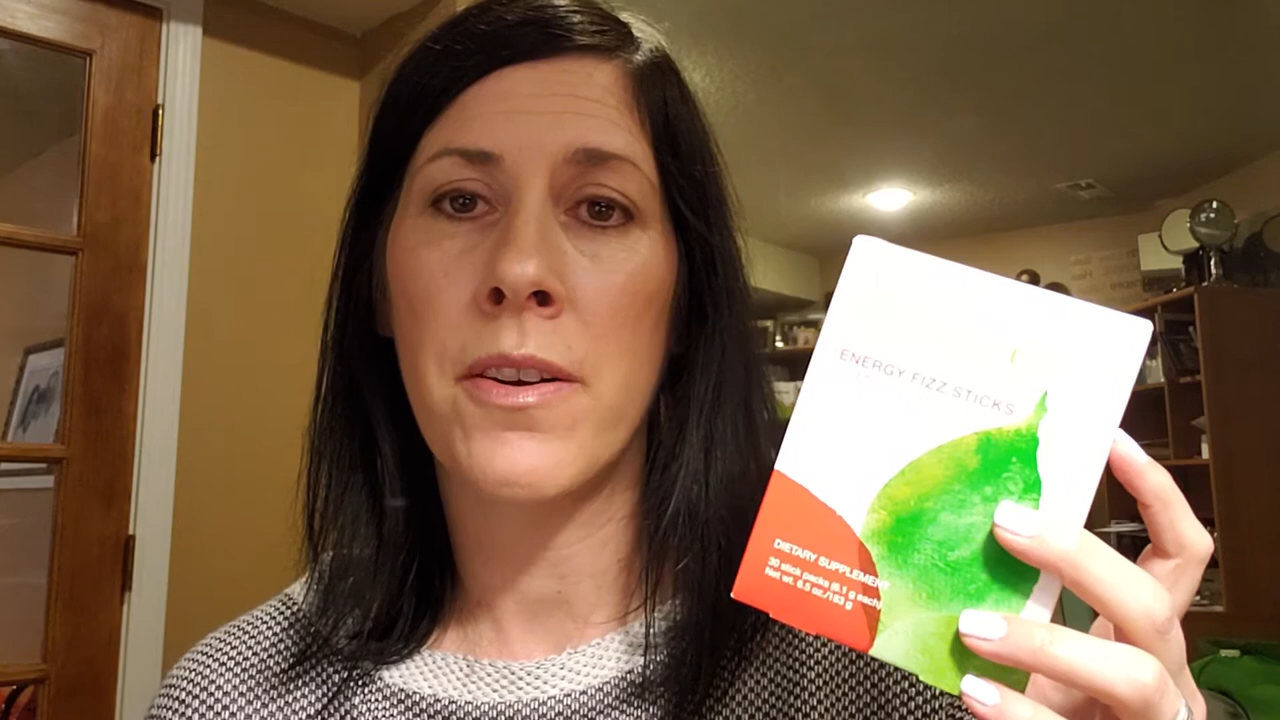 ENERGY FIZZ STICKS
DIETARY SUPPLEMENT
30 stick packs (6.1 g each)
Net wt. 6.5 oz./183 g